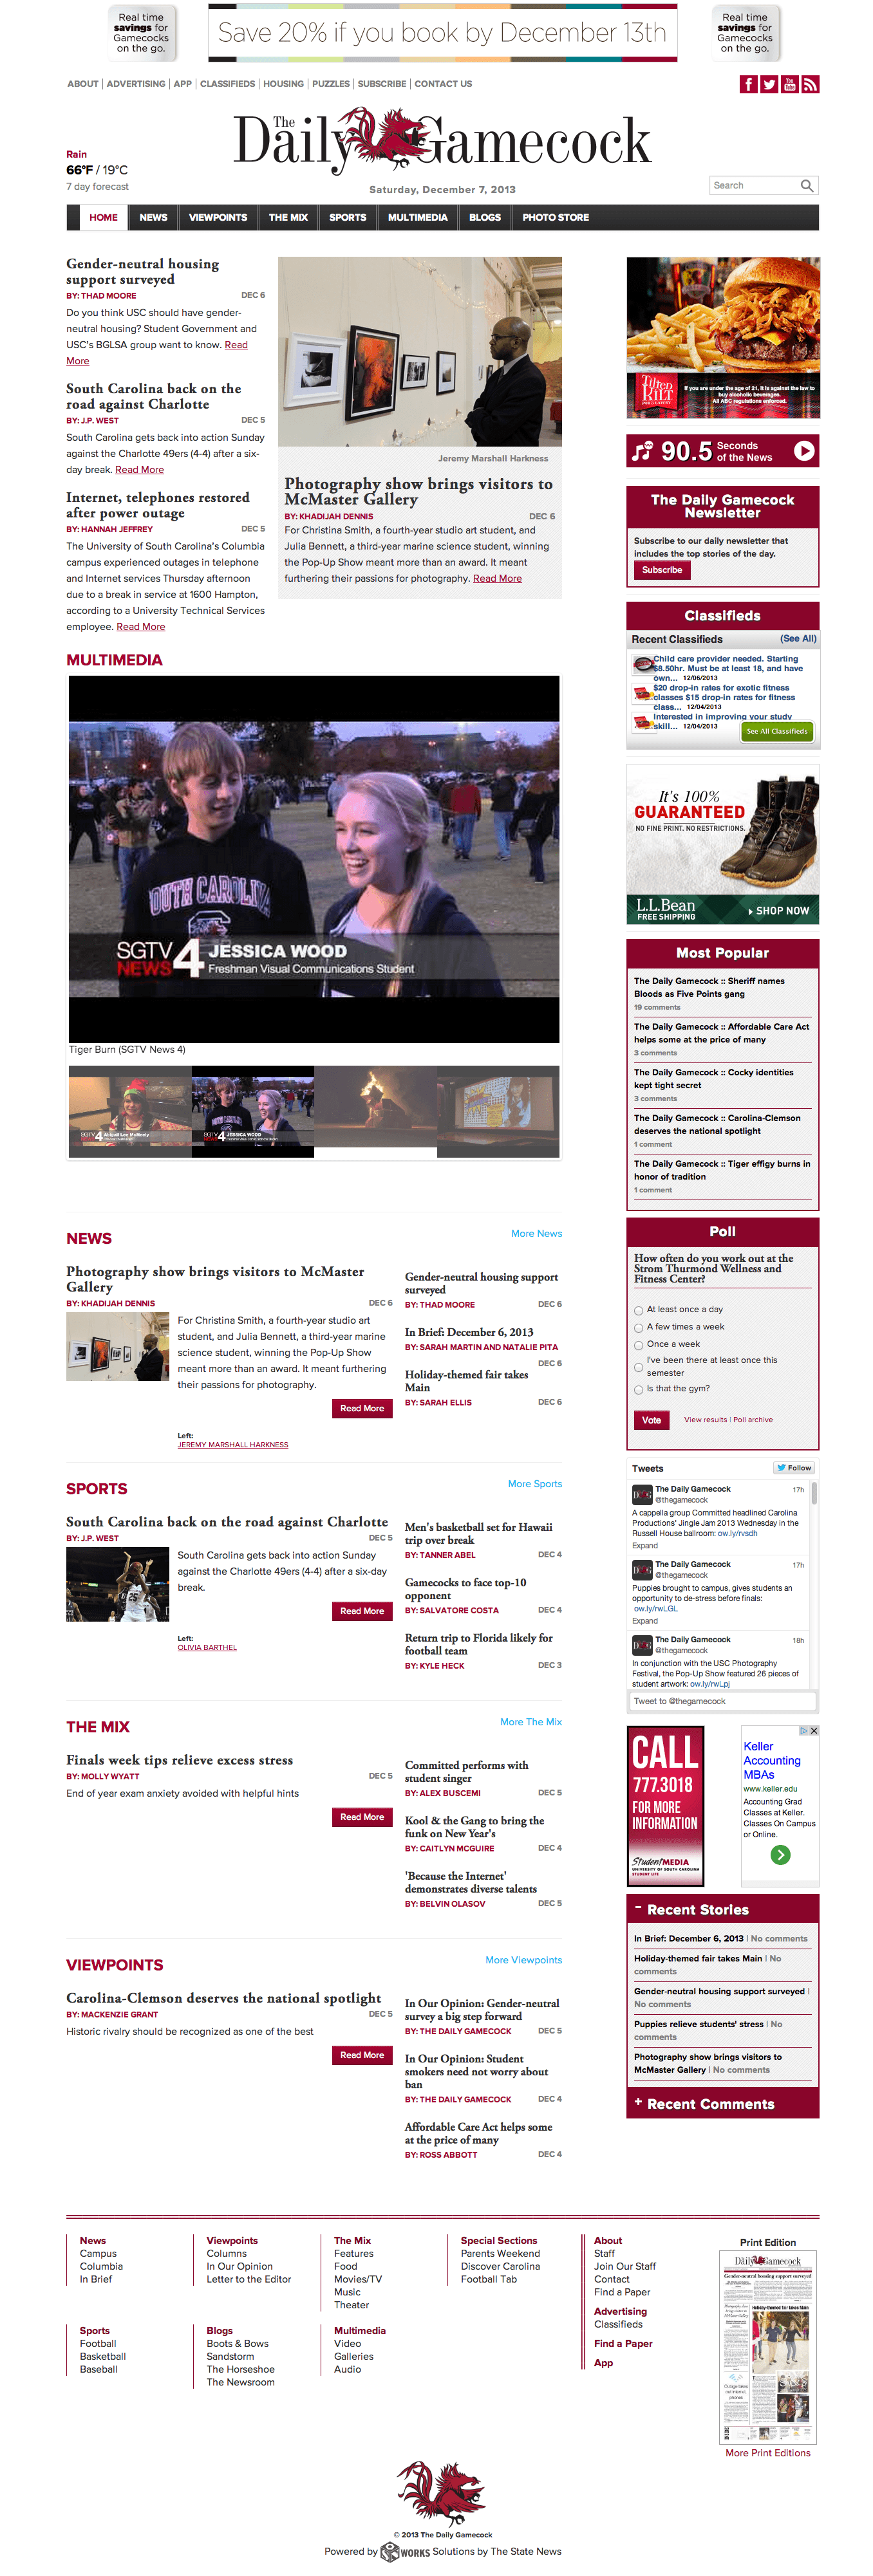 Real time
savings for
Gamecocks
on the go.
Save 20% if you book by December 13th
Real time
savings for
Gamecocks
on the go.
ABOUT | ADVERTISING | APP | CLASSIFIEDS | HOUSING | PUZZLES | SUBSCRIBE | CONTACT US
The Daily Gamecock
Rain
66°F / 19°C
7 day forecast
Saturday, December 7, 2013
Search
HOME NEWS VIEWPOINTS THE MIX SPORTS MULTIMEDIA BLOGS PHOTO STORE
Gender-neutral housing
support surveyed
BY: THAD MOORE DEC 6
Do you think USC should have gender-
neutral housing? Student Government and
USC's BGLSA group want to know. Read
More
South Carolina back on the
road against Charlotte
BY: J.P. WEST DEC 5
South Carolina gets back into action Sunday
against the Charlotte 49ers (4-4) after a six-
day break. Read More
Internet, telephones restored
after power outage
BY: HANNAH JEFFREY DEC 5
The University of South Carolina's Columbia
campus experienced outages in telephone
and Internet services Thursday afternoon
due to a break in service at 1600 Hampton,
according to a University Technical Services
employee. Read More
Jeremy Marshall Harkness
Photography show brings visitors to
McMaster Gallery
BY: KHADIJAH DENNIS DEC 6
For Christina Smith, a fourth-year studio art student, and
Julia Bennett, a third-year marine science student, winning
the Pop-Up Show meant more than an award. It meant
furthering their passions for photography. Read More
MULTIMEDIA
SOUTH CAROLIN
SGTV
NEWS 4
JESSICA WOOD
Freshman Visual Communications Student
Tiger Burn (SGTV News 4)
SGTV 4 Abigail Lee McNeely
SGTV 4 JESSICA WOOD
NEWS
More News
Photography show brings visitors to McMaster
Gallery
BY: KHADIJAH DENNIS DEC 6
For Christina Smith, a fourth-year studio art
student, and Julia Bennett, a third-year marine
science student, winning the Pop-Up Show
meant more than an award. It meant furthering
their passions for photography.
Read More
Left:
JEREMY MARSHALL HARKNESS
Gender-neutral housing support
surveyed
BY: THAD MOORE DEC 6
In Brief: December 6, 2013
BY: SARAH MARTIN AND NATALIE PITA
DEC 6
Holiday-themed fair takes
Main
BY: SARAH ELLIS DEC 6
SPORTS
More Sports
South Carolina back on the road against Charlotte
BY: J.P. WEST DEC 5
South Carolina gets back into action Sunday
against the Charlotte 49ers (4-4) after a six-day
break.
Read More
Left:
OLIVIA BARTHEL
Men's basketball set for Hawaii
trip over break
BY: TANNER ABEL DEC 4
Gamecocks to face top-10
opponent
BY: SALVATORE COSTA DEC 4
Return trip to Florida likely for
football team
BY: KYLE HECK DEC 3
THE MIX
More The Mix
Finals week tips relieve excess stress
BY: MOLLY WYATT DEC 5
End of year exam anxiety avoided with helpful hints
Read More
Committed performs with
student singer
BY: ALEX BUSCEMI DEC 5
Kool & the Gang to bring the
funk on New Year's
BY: CAITLYN MCGUIRE DEC 4
'Because the Internet'
demonstrates diverse talents
BY: BELVIN OLASOV DEC 5
VIEWPOINTS
More Viewpoints
Carolina-Clemson deserves the national spotlight
BY: MACKENZIE GRANT DEC 5
Historic rivalry should be recognized as one of the best
Read More
In Our Opinion: Gender-neutral
survey a big step forward
BY: THE DAILY GAMECOCK DEC 5
In Our Opinion: Student
smokers need not worry about
ban
BY: THE DAILY GAMECOCK DEC 4
Affordable Care Act helps some
at the price of many
BY: ROSS ABBOTT DEC 4
Tilted
KILT
If you are under the age of 21, it is against the law to
buy alcoholic beverages.
All ABC regulations enforced.
90.5 Seconds
of the News
The Daily Gamecock
Newsletter
Subscribe to our daily newsletter that
includes the top stories of the day.
Subscribe
Classifieds
Recent Classifieds (See All)
Child care provider needed. Starting
$8.50hr. Must be at least 18, and have
own... 12/06/2013
$20 drop-in rates for exotic fitness
classes $15 drop-in rates for fitness
class... 12/04/2013
Interested in improving your study
skill... 12/04/2013
See All Classifieds
It's 100%
GUARANTEED
NO FINE PRINT. NO RESTRICTIONS.
L.L.Bean
FREE SHIPPING
SHOP NOW
Most Popular
The Daily Gamecock :: Sheriff names
Bloods as Five Points gang
19 comments
The Daily Gamecock :: Affordable Care Act
helps some at the price of many
3 comments
The Daily Gamecock :: Cocky identities
kept tight secret
3 comments
The Daily Gamecock :: Carolina-Clemson
deserves the national spotlight
1 comment
The Daily Gamecock :: Tiger effigy burns in
honor of tradition
1 comment
Poll
How often do you work out at the
Strom Thurmond Wellness and
Fitness Center?
At least once a day
A few times a week
Once a week
I've been there at least once this
semester
Is that the gym?
Vote View results | Poll archive
Tweets Follow
The Daily Gamecock 17h
@thegamecock
A cappella group Committed headlined Carolina
Productions' Jingle Jam 2013 Wednesday in the
Russell House ballroom: ow.ly/rvsdh
Expand
The Daily Gamecock 17h
@thegamecock
Puppies brought to campus, gives students an
opportunity to de-stress before finals:
ow.ly/rwLGL
Expand
The Daily Gamecock 18h
@thegamecock
In conjunction with the USC Photography
Festival, the Pop-Up Show featured 26 pieces of
student artwork: ow.ly/rwLpj
Tweet to @thegamecock
CALL
777.3018
FOR MORE
INFORMATION
Student MEDIA
UNIVERSITY OF SOUTH CAROLINA
STUDENT LIFE
Keller
Accounting
MBAs
www.keller.edu
Accounting Grad
Classes at Keller.
Classes On Campus
or Online.
- Recent Stories
In Brief: December 6, 2013 | No comments
Holiday-themed fair takes Main | No
comments
Gender-neutral housing support surveyed |
No comments
Puppies relieve students' stress | No
comments
Photography show brings visitors to
McMaster Gallery | No comments
+ Recent Comments
News
Campus
Columbia
In Brief
Viewpoints
Columns
In Our Opinion
Letter to the Editor
The Mix
Features
Food
Movies/TV
Music
Theater
Special Sections
Parents Weekend
Discover Carolina
Football Tab
Sports
Football
Basketball
Baseball
Blogs
Boots & Bows
Sandstorm
The Horseshoe
The Newsroom
Multimedia
Video
Galleries
Audio
About
Staff
Join Our Staff
Contact
Find a Paper
Advertising
Classifieds
Find a Paper
App
Print Edition
Daily Gamecock
Gender-neutral housing support surveyed
Holiday-themed fair takes Main
More Print Editions
© 2013 The Daily Gamecock
Powered by SNWORKS Solutions by The State News